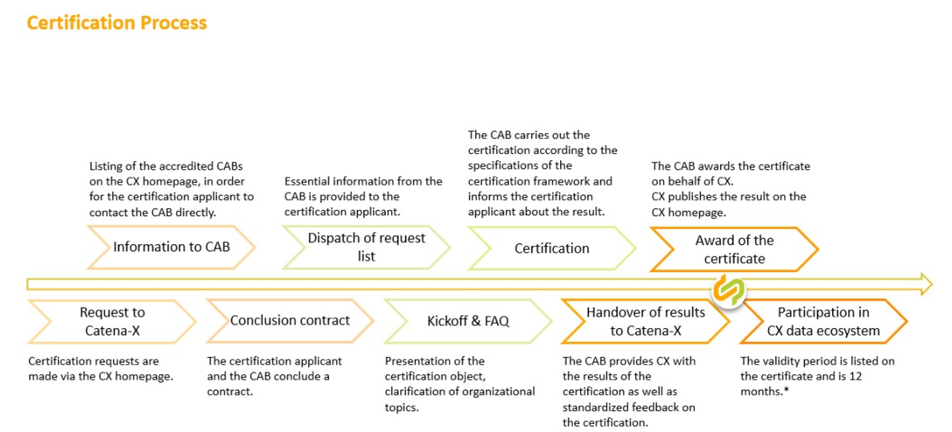 Certification Process
Listing of the accredited CABs
on the CX homepage, in order
for the certification applicant to
contact the CAB directly.
Essential information from the
CAB is provided to the
certification applicant.
The CAB carries out the
certification according to the
specifications of the
certification framework and
informs the certification
applicant about the result.
The CAB awards the certificate
on behalf of CX.
CX publishes the result on the
CX homepage.
Information to CAB
Dispatch of request
list
Certification
Award of the
certificate
Request to
Catena-X
Conclusion contract
Kickoff & FAQ
Handover of results
to Catena-X
Participation in
CX data ecosystem
Certification requests are
made via the CX homepage.
The certification applicant
and the CAB conclude a
contract.
Presentation of the
certification object,
clarification of organizational
topics.
The CAB provides CX with
the results of the
certification as well as
standardized feedback on
the certification.
The validity period is listed on
the certificate and is 12
months.*